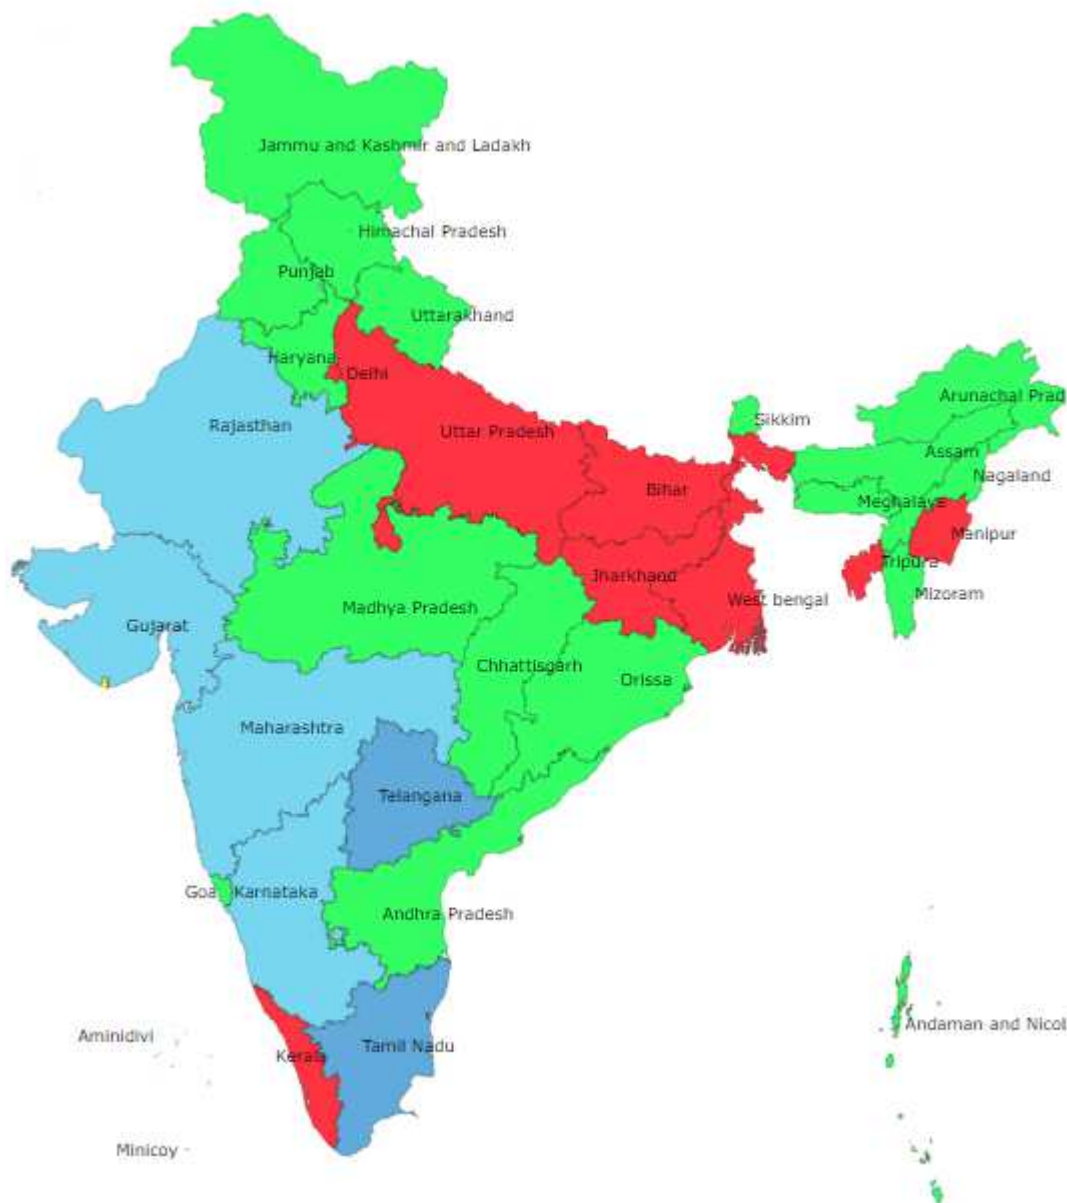 Jammu and Kashmir and Ladakh
Himachal Pradesh
Punjab
Uttarakhand
Haryana
Delhi
Arunachal Prad
Sikkim
Rajasthan
Uttar Pradesh
Assam
Nagaland
Bihar
Meghalaya
Manipur
Tripura
Jharkhand
Mizoram
West bengal
Madhya Pradesh
Gujarat
Chhattisgarh
Orissa
Maharashtra
Telangana
Goa
Karnataka
Andhra Pradesh
Andaman and Nicol
Aminidivi
Tamil Nadu
Kerala
Minicoy